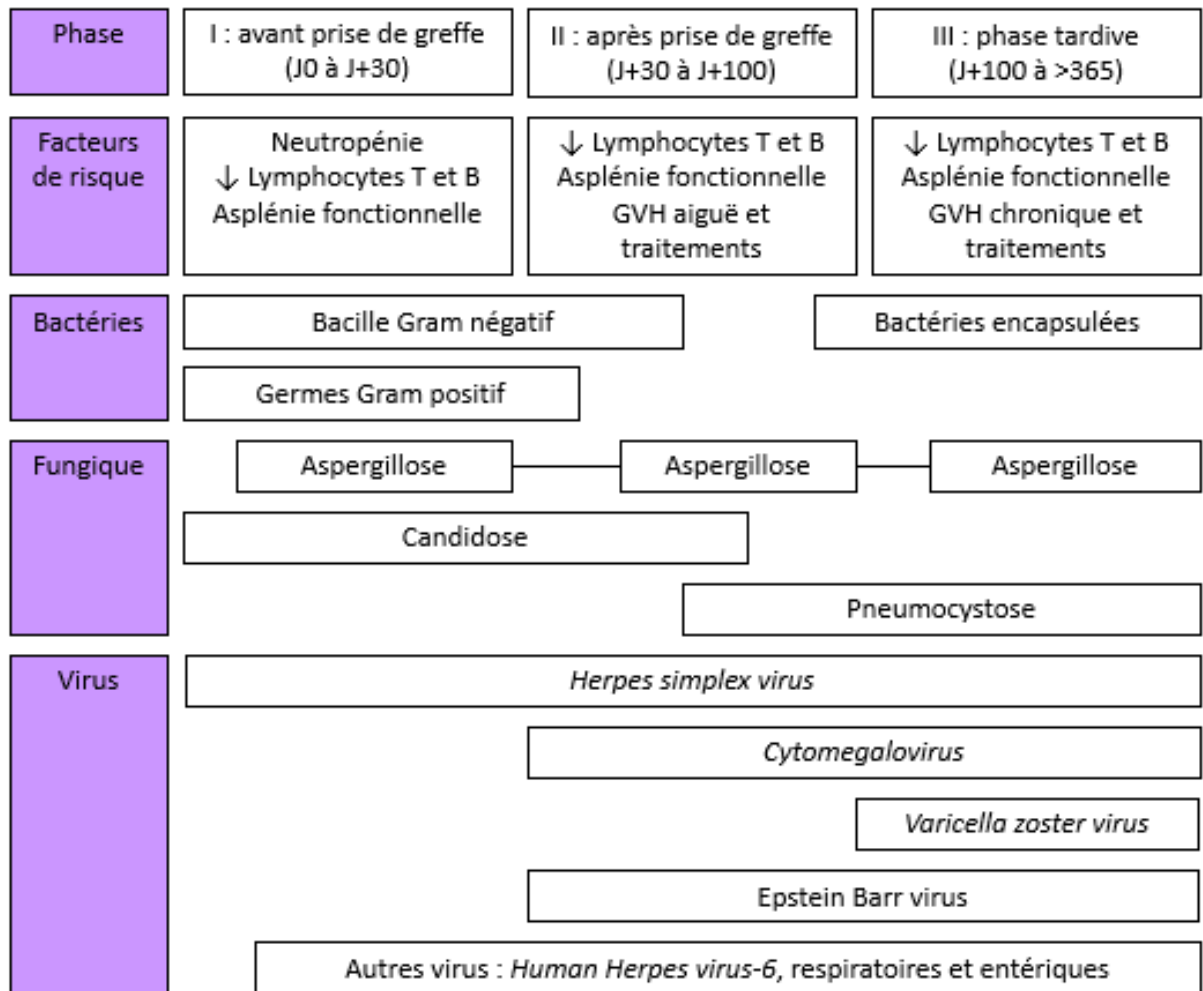 Phase
I : avant prise de greffe
(J0 à J+30)
II : après prise de greffe
(J+30 à J+100)
III : phase tardive
(J+100 à >365)
Facteurs
de risque
Neutropénie
↓ Lymphocytes T et B
Asplénie fonctionnelle
↓ Lymphocytes T et B
Asplénie fonctionnelle
GVH aiguë et
traitements
↓ Lymphocytes T et B
Asplénie fonctionnelle
GVH chronique et
traitements
Bactéries
Bacille Gram négatif
Bactéries encapsulées
Germes Gram positif
Fungique
Aspergillose
Aspergillose
Aspergillose
Candidose
Pneumocystose
Virus
Herpes simplex virus
Cytomegalovirus
Varicella zoster virus
Epstein Barr virus
Autres virus : Human Herpes virus-6, respiratoires et entériques